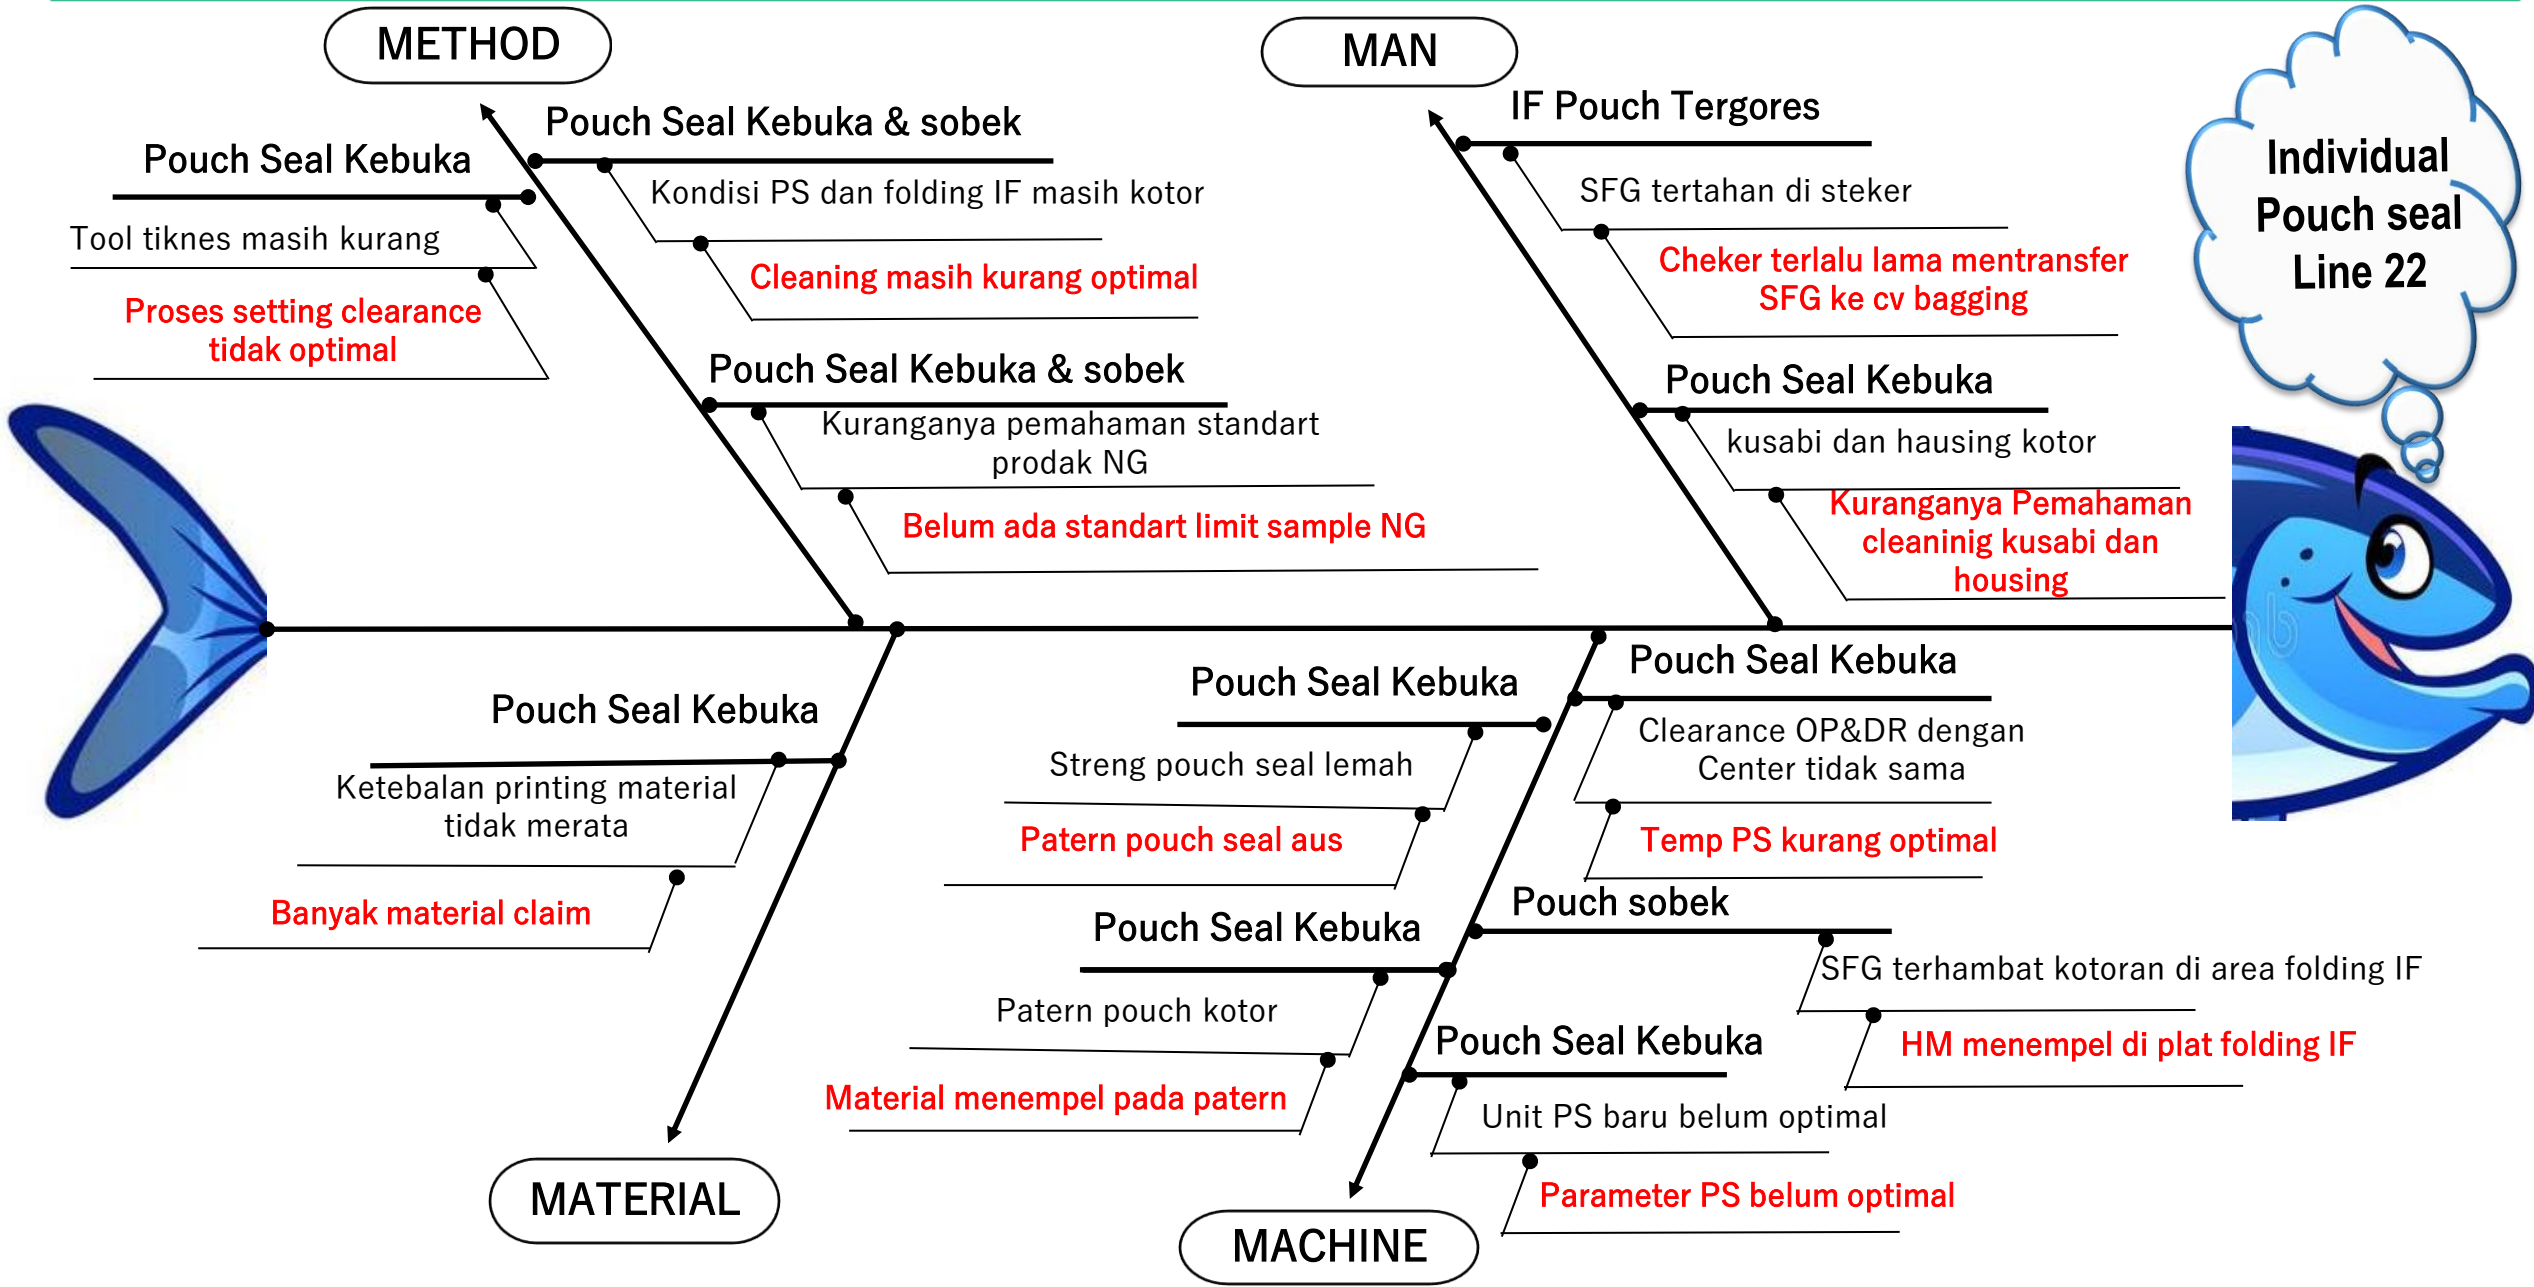 METHOD
Pouch Seal Kebuka
Tool tiknes masih kurang
Proses setting clearance
tidak optimal
Pouch Seal Kebuka & sobek
Kondisi PS dan folding IF masih kotor
Cleaning masih kurang optimal
Pouch Seal Kebuka & sobek
Kuranganya pemahaman standart
prodak NG
Belum ada standart limit sample NG
MAN
IF Pouch Tergores
SFG tertahan di steker
Cheker terlalu lama mentransfer
SFG ke cv bagging
Pouch Seal Kebuka
kusabi dan hausing kotor
Kuranganya Pemahaman
cleaninig kusabi dan
housing
Individual
Pouch seal
Line 22
Pouch Seal Kebuka
Ketebalan printing material
tidak merata
Banyak material claim
MATERIAL
Pouch Seal Kebuka
Streng pouch seal lemah
Patern pouch seal aus
Pouch Seal Kebuka
Patern pouch kotor
Material menempel pada patern
Pouch Seal Kebuka
Clearance OP&DR dengan
Center tidak sama
Temp PS kurang optimal
Pouch sobek
SFG terhambat kotoran di area folding IF
HM menempel di plat folding IF
Pouch Seal Kebuka
Unit PS baru belum optimal
Parameter PS belum optimal
MACHINE